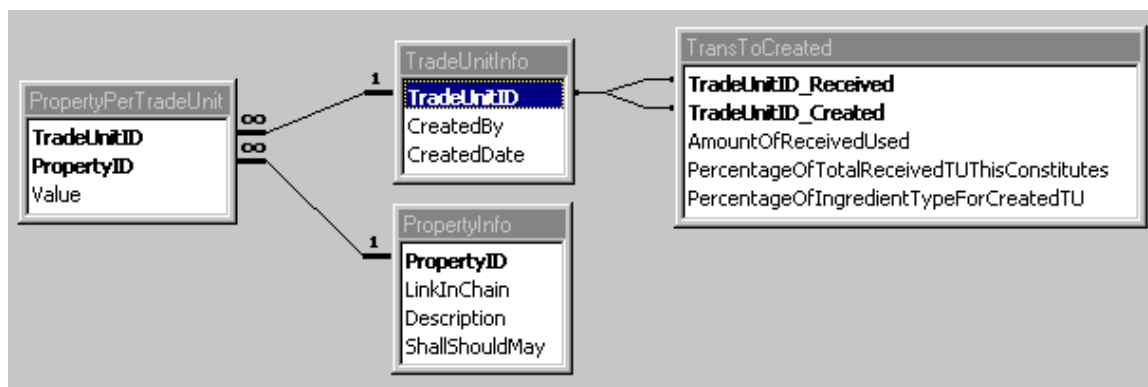 PropertyPerTradeUnit
TradeUnitID
PropertyID
Value
∞
∞
1
1
TradeUnitInfo
TradeUnitID
CreatedBy
CreatedDate
PropertyInfo
PropertyID
LinkInChain
Description
ShallShouldMay
TransToCreated
TradeUnitID_Received
TradeUnitID_Created
AmountOfReceivedUsed
PercentageOfTotalReceivedTUThisConstitutes
PercentageOfIngredientTypeForCreatedTU